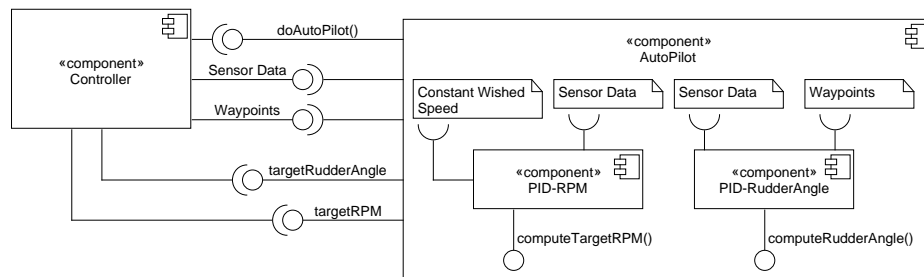 doAutoPilot()
«component»
Controller
Sensor Data
Waypoints
targetRudderAngle
targetRPM
«component»
AutoPilot
Constant Wished
Speed
Sensor Data
Sensor Data
Waypoints
«component»
PID-RPM
«component»
PID-RudderAngle
computeTargetRPM()
computeRudderAngle()